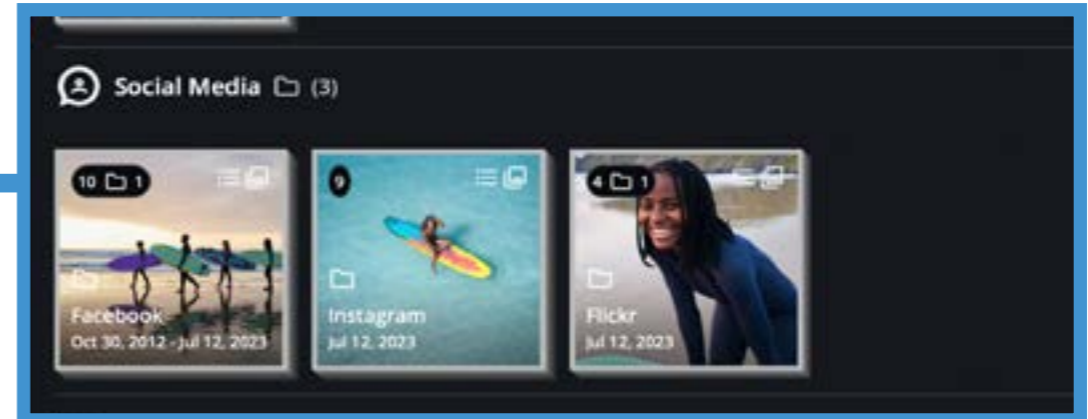 Social Media (3)
10 1
9
4 1
Facebook
Oct 30, 2012 - Jul 12, 2023
Instagram
Jul 12, 2023
Flickr
Jul 12, 2023